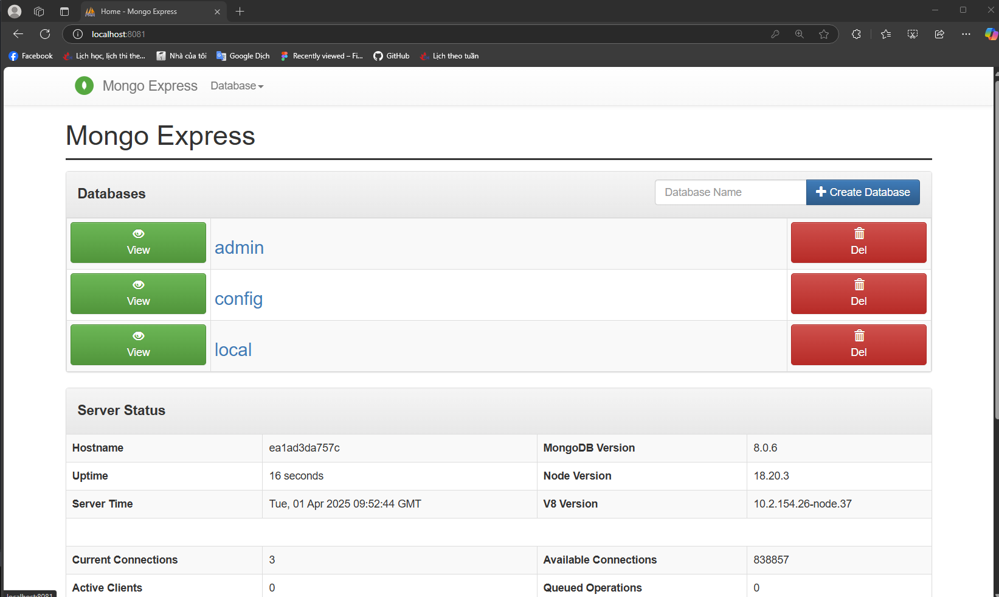 Home - Mongo Express
localhost:8081
Facebook
Lịch học, lịch thi the...
Nhà của tôi
Google Dịch
Recently viewed – Fi...
GitHub
Lịch theo tuần
Mongo Express
Database
Mongo Express
Databases
Database Name
Create Database
View
admin
Del
View
config
Del
View
local
Del
Server Status
Hostname
ea1ad3da757c
MongoDB Version
8.0.6
Uptime
16 seconds
Node Version
18.20.3
Server Time
Tue, 01 Apr 2025 09:52:44 GMT
V8 Version
10.2.154.26-node.37
Current Connections
3
Available Connections
838857
Active Clients
0
Queued Operations
0
localhost:8081